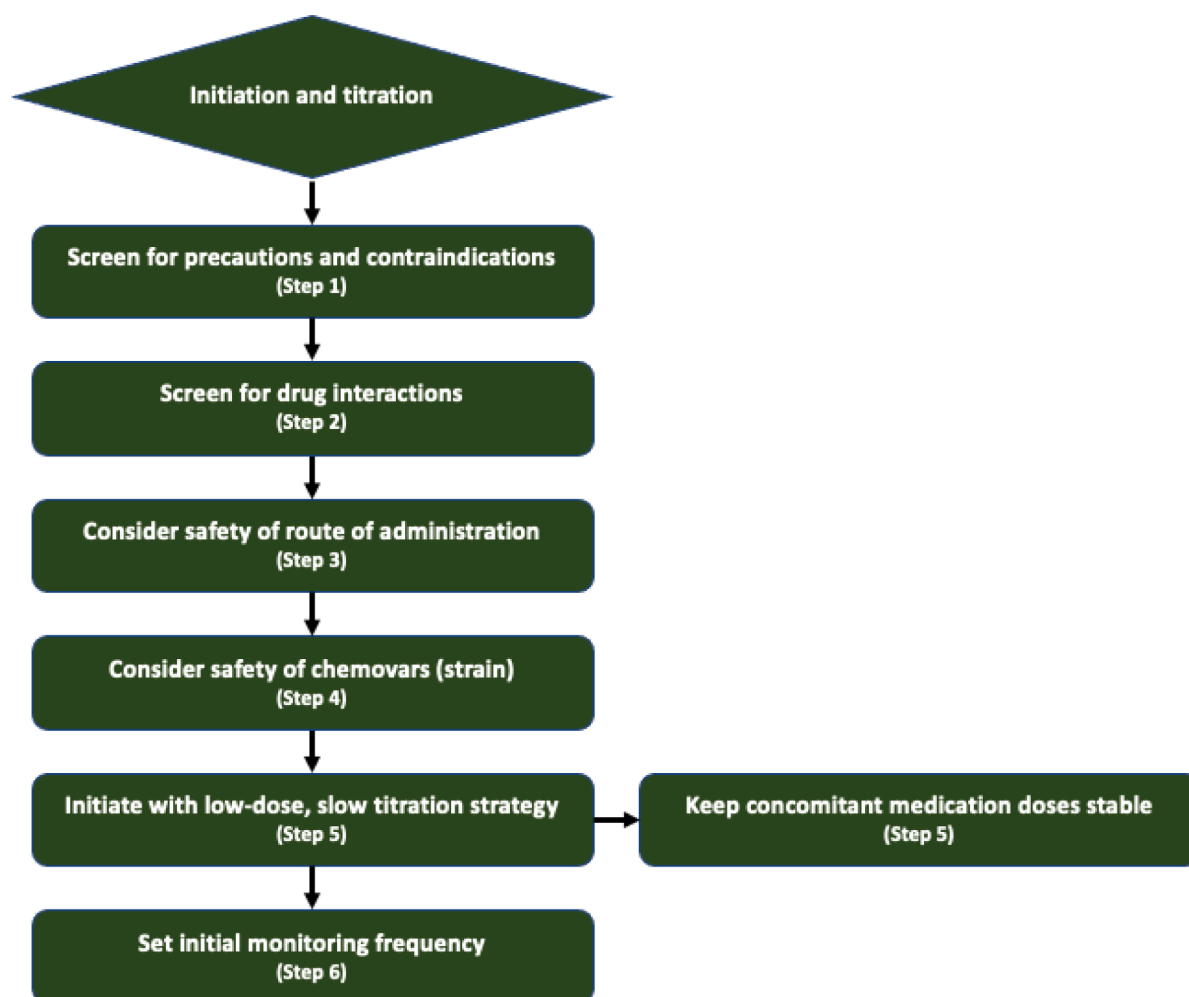 Initiation and titration
Screen for precautions and contraindications
(Step 1)
Screen for drug interactions
(Step 2)
Consider safety of route of administration
(Step 3)
Consider safety of chemovars (strain)
(Step 4)
Initiate with low-dose, slow titration strategy
(Step 5)
Keep concomitant medication doses stable
(Step 5)
Set initial monitoring frequency
(Step 6)